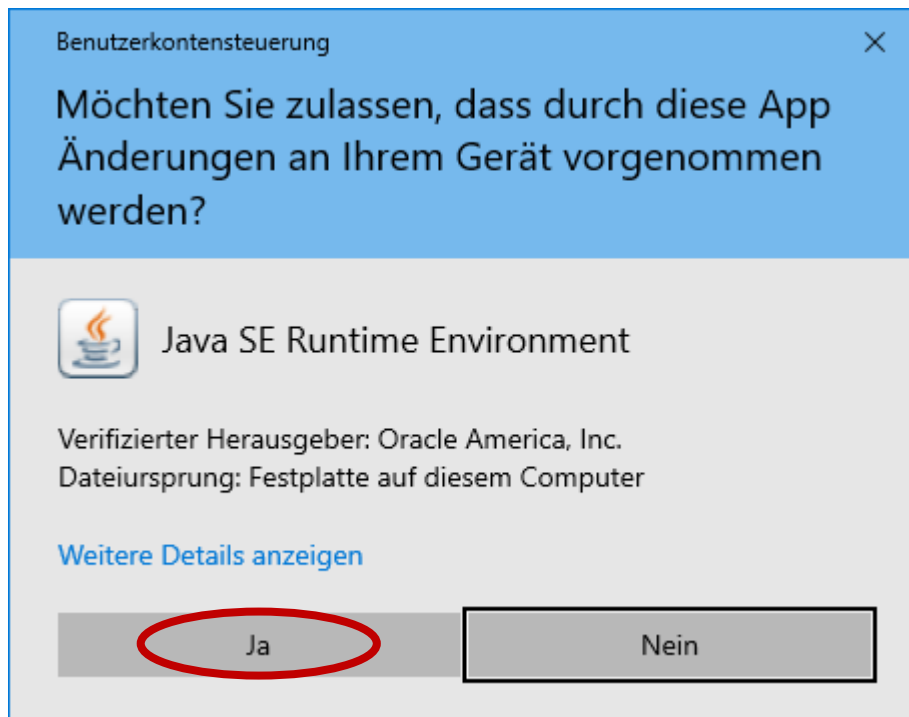 Benutzerkontensteuerung
Möchten Sie zulassen, dass durch diese App
Änderungen an Ihrem Gerät vorgenommen
werden?
Java SE Runtime Environment
Verifizierter Herausgeber: Oracle America, Inc.
Dateiursprung: Festplatte auf diesem Computer
Weitere Details anzeigen
Ja
Nein